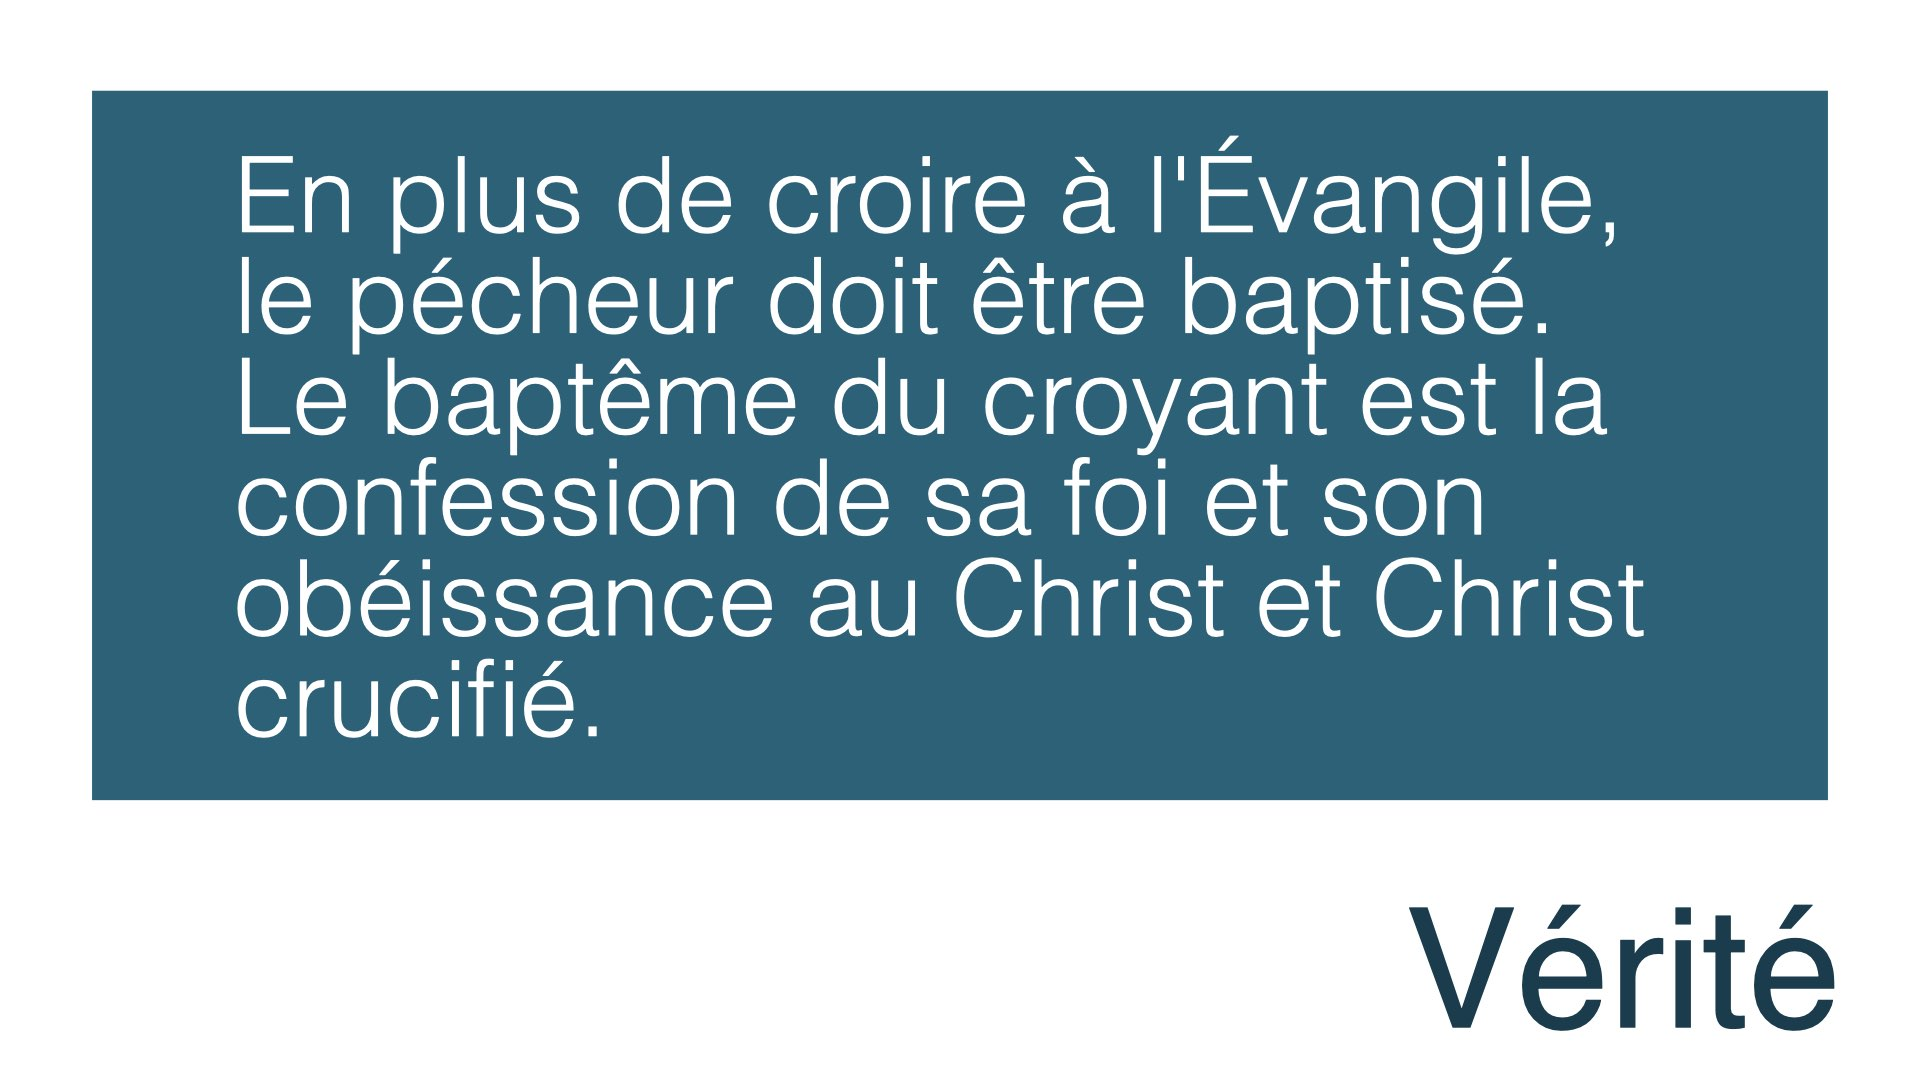 En plus de croire à l'Évangile,
le pécheur doit être baptisé.
Le baptême du croyant est la
confession de sa foi et son
obéissance au Christ et Christ
crucifié.
Vérité